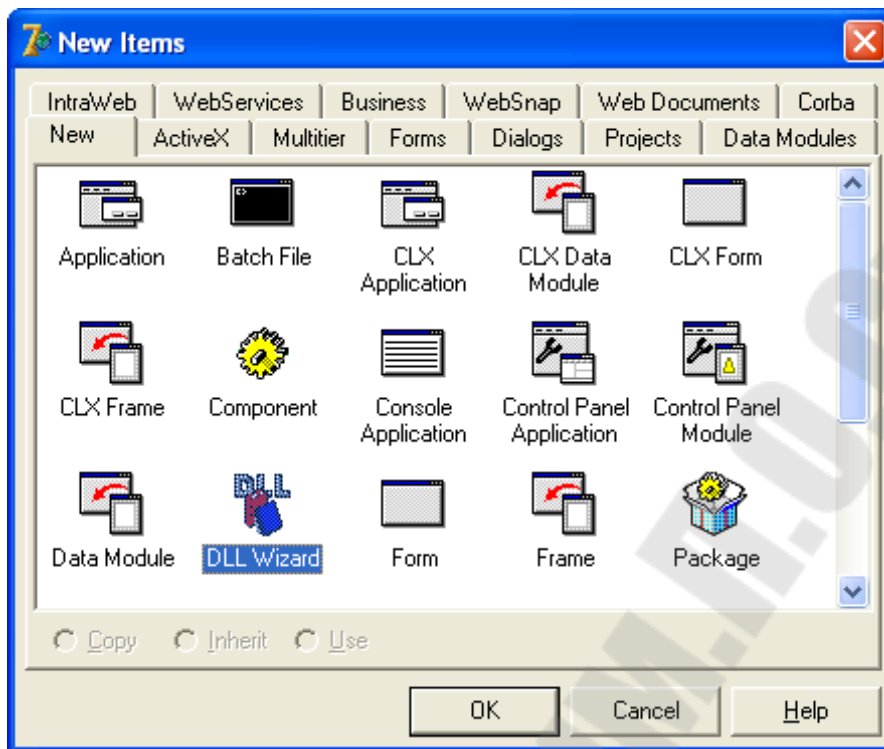 New Items
IntraWeb WebServices Business WebSnap Web Documents Corba
New ActiveX Multitier Forms Dialogs Projects Data Modules
Application Batch File CLX Application CLX Data Module CLX Form
CLX Frame Component Console Application Control Panel Application Control Panel Module
DLL
Data Module DLL Wizard Form Frame Package
Copy Inherit Use
OK Cancel Help